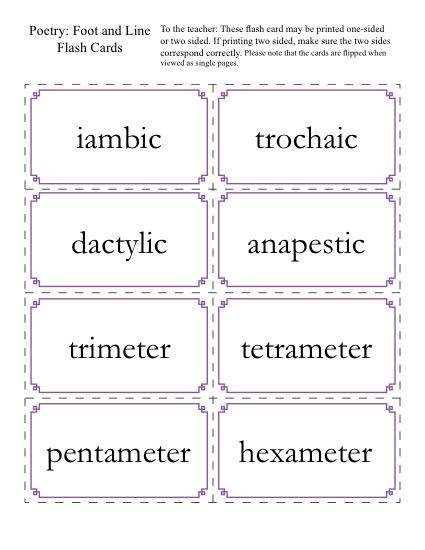 Poetry: Foot and Line
Flash Cards
To the teacher: These flash card may be printed one-sided
or two sided. If printing two sided, make sure the two sides
correspond correctly. Please note that the cards are flipped when
viewed as single pages.
iambic
trochaic
dactylic
anapestic
trimeter
tetrameter
pentameter
hexameter